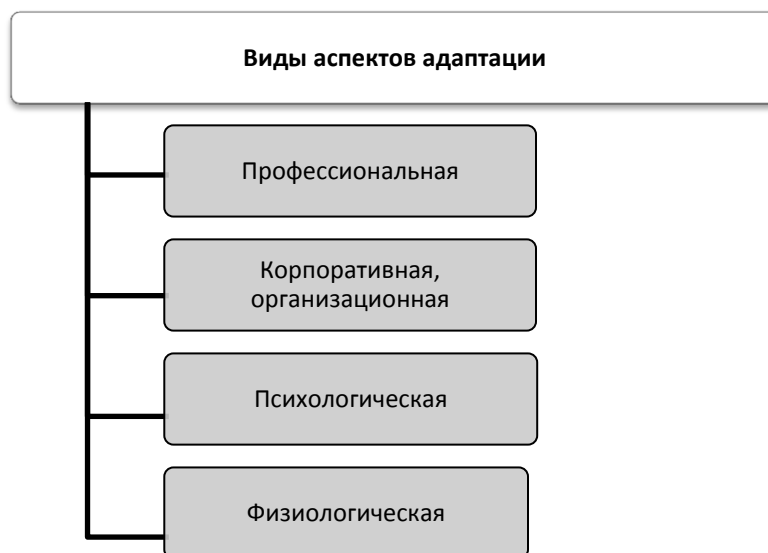 Виды аспектов адаптации
Профессиональная
Корпоративная,
организационная
Психологическая
Физиологическая